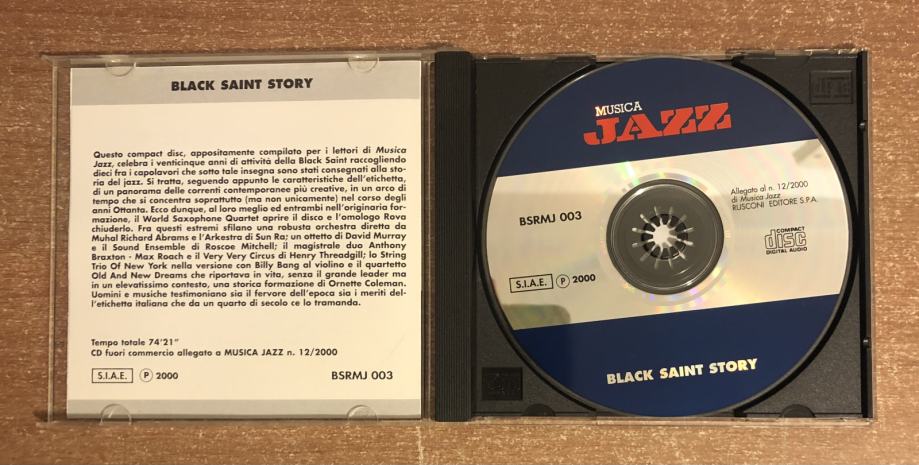 BLACK SAINT STORY
Questo compact disc, appositamente compilato per i lettori di Musica
Jazz, celebra i venticinque anni di attività della Black Saint raccogliendo
dieci fra i capolavori che sotto tale insegna sono stati consegnati alla sto-
ria del jazz. Si tratta, seguendo appunto le caratteristiche dell'etichetta,
di un panorama delle correnti contemporanee più creative, in un arco di
tempo che si concentra soprattutto (ma non unicamente) nel corso degli
anni Ottanta. Ecco dunque, al loro meglio ed entrambi nell'originaria for-
mazione, il World Saxophone Quartet aprire il disco e l'omologo Rova
chiuderlo. Fra questi estremi sfilano una robusta orchestra diretta da
Muhal Richard Abrams e l'Arkestra di Sun Ra; un ottetto di David Murray
e il Sound Ensemble di Roscoe Mitchell; il magistrale duo Anthony
Braxton - Max Roach e il Very Very Circus di Henry Threadgill; lo String
Trio Of New York nella versione con Billy Bang al violino e il quartetto
Old And New Dreams che riportava in vita, senza il grande leader ma
in un elevatissimo contesto, una storica formazione di Ornette Coleman.
Uomini e musiche testimoniano sia il fervore dell'epoca sia i meriti del-
l'etichetta italiana che da un quarto di secolo ce lo tramanda.
Tempo totale 74'21"
CD fuori commercio allegato a MUSICA JAZZ n. 12/2000
S.I.A.E. P 2000 BSRMJ 003
MUSICA
JAZZ
BSRMJ 003
Allegato al n. 12/2000
di Musica Jazz
RUSCONI EDITORE S.P.A.
COMPACT
disc
DIGITAL AUDIO
S.I.A.E. P 2000
BLACK SAINT STORY